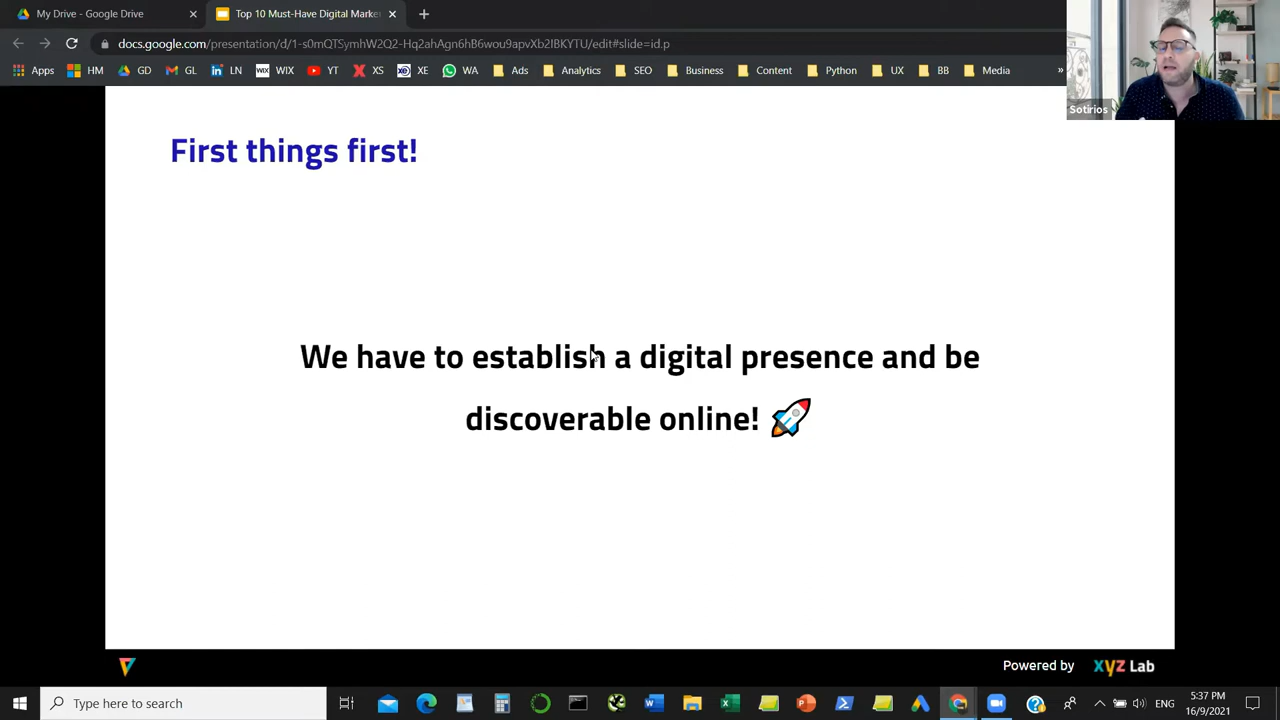 My Drive - Google Drive
Top 10 Must-Have Digital Marke
docs.google.com/presentation/d/1-s0mQTSymhW2Q2-Hq2ahAgn6hB6wou9apvXb2IBKYTU/edit#slide=id.p
Apps HM GD GL LN WIX YT XS XE WA Ads Analytics SEO Business Content Python UT BB Media »
Sotirios
First things first!
We have to establish a digital presence and be
discoverable online! 🚀
Powered by XYZ Lab
Type here to search
ENG
5:37 PM
16/9/2021